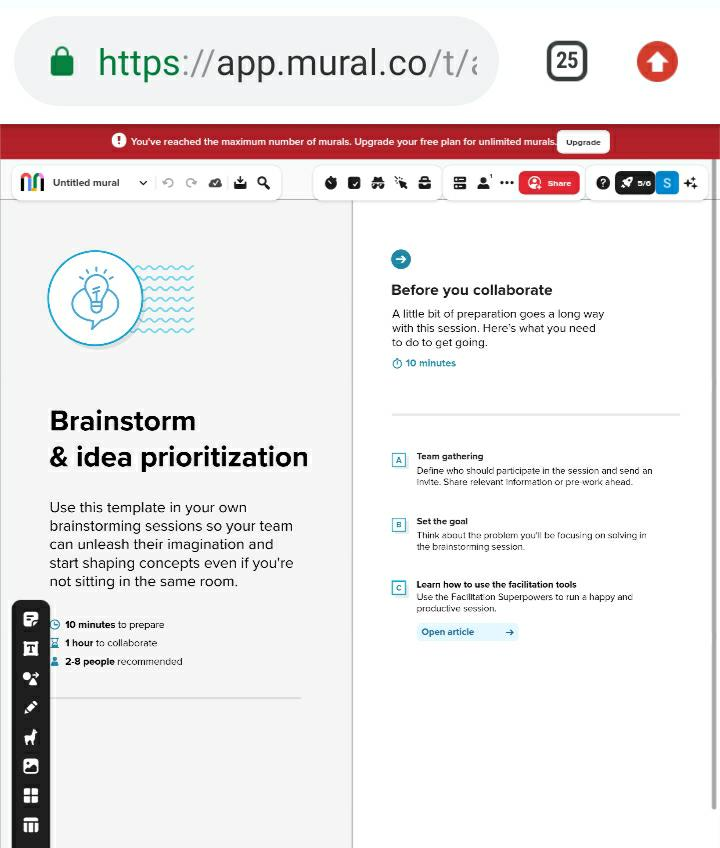 https://app.mural.co/t/
25
You've reached the maximum number of murals. Upgrade your free plan for unlimited murals.
Upgrade
Untitled mural
1
Share
5/6
S
Before you collaborate
A little bit of preparation goes a long way
with this session. Here's what you need
to do to get going.
10 minutes
Brainstorm
& idea prioritization
Use this template in your own
brainstorming sessions so your team
can unleash their imagination and
start shaping concepts even if you're
not sitting in the same room.
10 minutes to prepare
1 hour to collaborate
2-8 people recommended
A
Team gathering
Define who should participate in the session and send an
invite. Share relevant information or pre-work ahead.
B
Set the goal
Think about the problem you'll be focusing on solving in
the brainstorming session.
C
Learn how to use the facilitation tools
Use the Facilitation Superpowers to run a happy and
productive session.
Open article
T